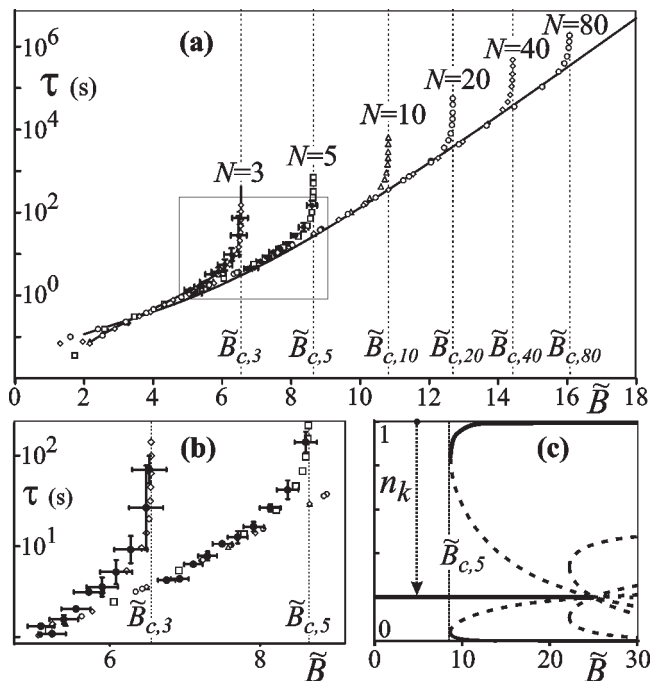 (a)
τ (s)
10^6
10^4
10^2
10^0
N=3
N=5
N=10
N=20
N=40
N=80
B̃_{c,3}
B̃_{c,5}
B̃_{c,10}
B̃_{c,20}
B̃_{c,40}
B̃_{c,80}
0 2 4 6 8 10 12 14 16 18
B̃
(b)
τ (s)
10^2
10^1
B̃_{c,3}
B̃_{c,5}
6 8 B̃
(c)
1
n_k
B̃_{c,5}
0
0 10 20 30
B̃